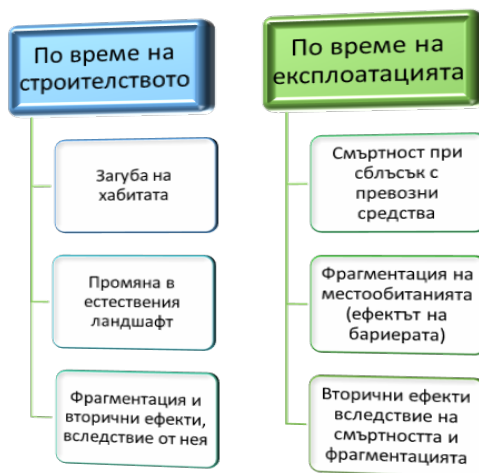 По време на
строителството
Загуба на
хабитата
Промяна в
естествения
ландшафт
Фрагментация и
вторични ефекти,
вследствие от нея
По време на
експлоатацията
Смъртност при
сблъсък с
превозни
средства
Фрагментация на
местообитанията
(ефектът на
бариерата)
Вторични ефекти
вследствие на
смъртността и
фрагментацията